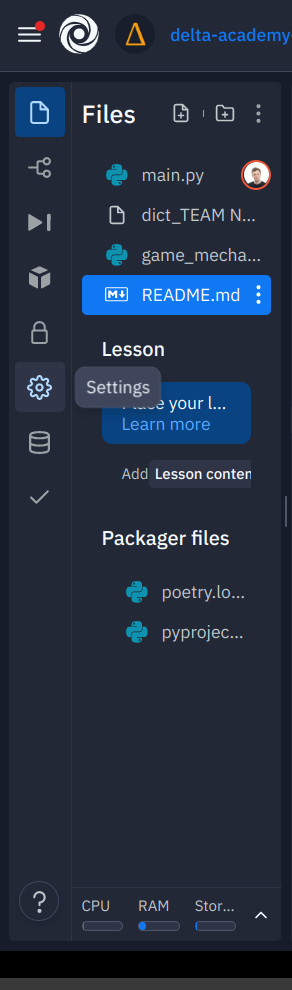 delta-academy
Files
main.py
dict_TEAM N...
game_mecha...
README.md
Lesson
Settings
Place your l...
Learn more
Add Lesson conten
Packager files
poetry.lo...
pyprojec...
?
CPU RAM Stor...